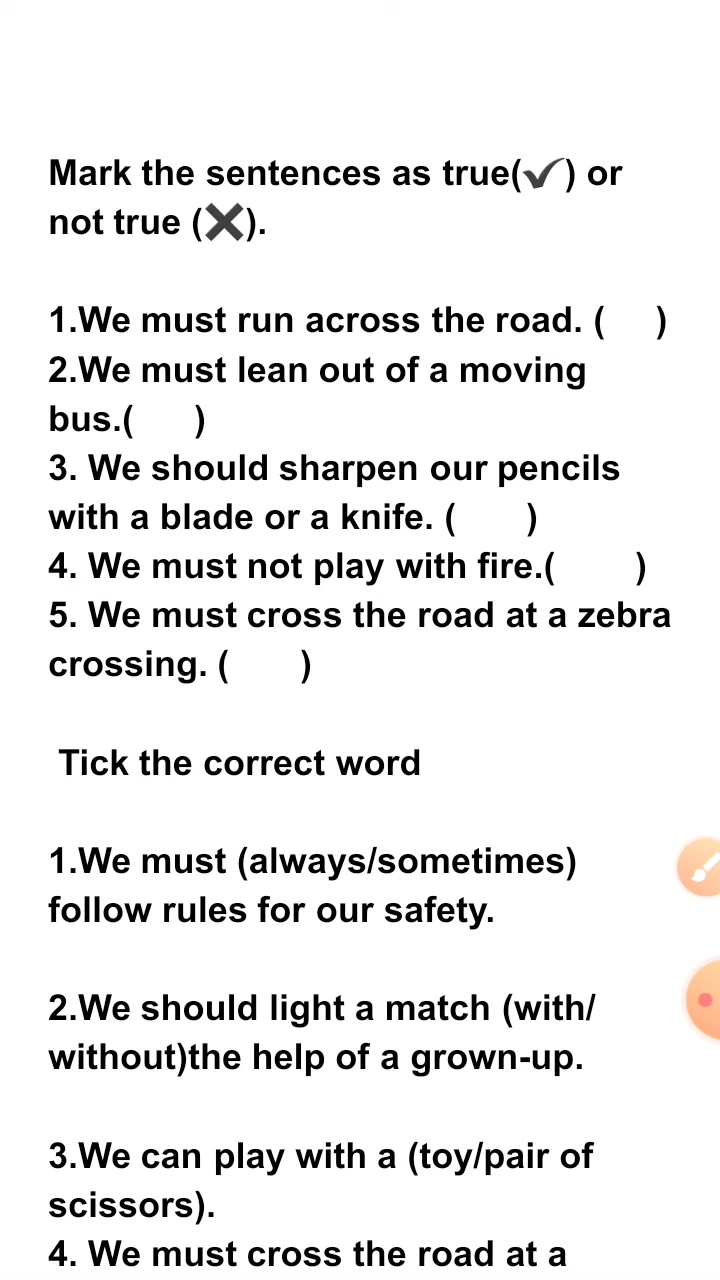 Mark the sentences as true(✔) or
not true (✖).
1.We must run across the road. (    )
2.We must lean out of a moving
bus.(     )
3. We should sharpen our pencils
with a blade or a knife. (      )
4. We must not play with fire.(       )
5. We must cross the road at a zebra
crossing. (      )
Tick the correct word
1.We must (always/sometimes)
follow rules for our safety.
2.We should light a match (with/
without)the help of a grown-up.
3.We can play with a (toy/pair of
scissors).
4. We must cross the road at a